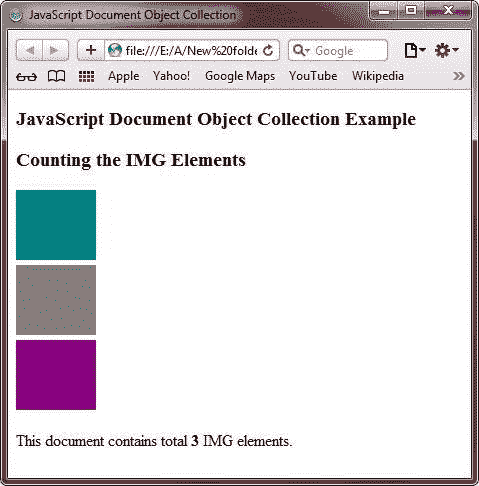 JavaScript Document Object Collection
file:///E:/A/New%20folde
Google
Apple Yahoo! Google Maps YouTube Wikipedia
JavaScript Document Object Collection Example
Counting the IMG Elements
This document contains total 3 IMG elements.